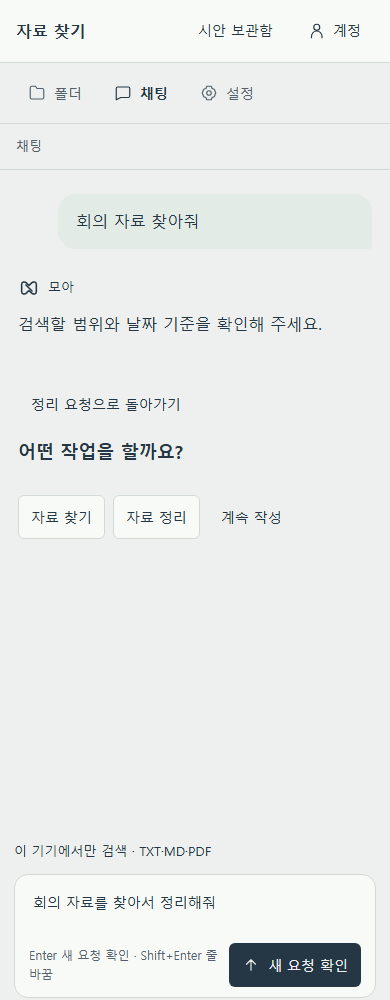 자료 찾기
시안 보관함
계정
폴더
채팅
설정
채팅
회의 자료 찾아줘
모아
검색할 범위와 날짜 기준을 확인해 주세요.
정리 요청으로 돌아가기
어떤 작업을 할까요?
자료 찾기
자료 정리
계속 작성
이 기기에서만 검색 · TXT·MD·PDF
회의 자료를 찾아서 정리해줘
Enter 새 요청 확인 · Shift+Enter 줄
바꿈
새 요청 확인